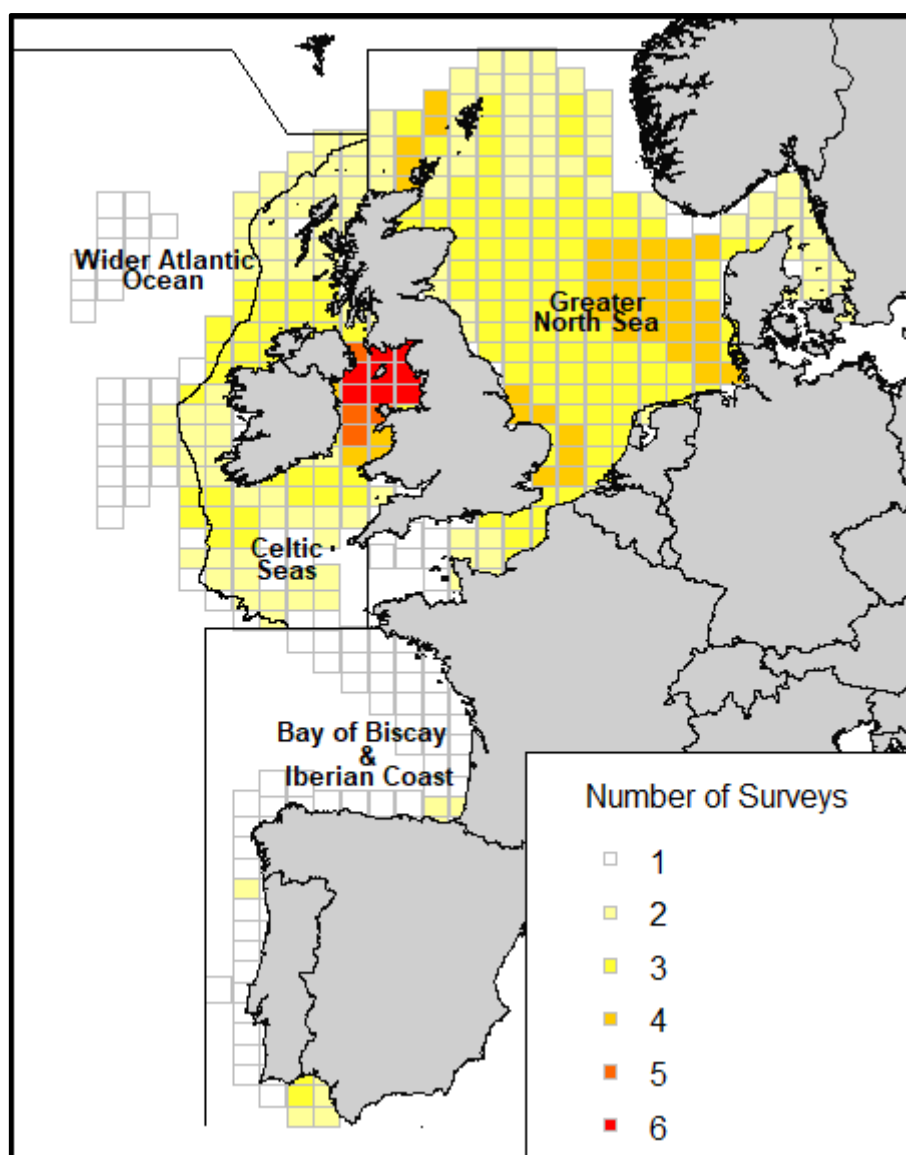 Wider Atlantic
Ocean
Greater
North Sea
Celtic
Seas
Bay of Biscay
&
Iberian Coast
Number of Surveys
1
2
3
4
5
6